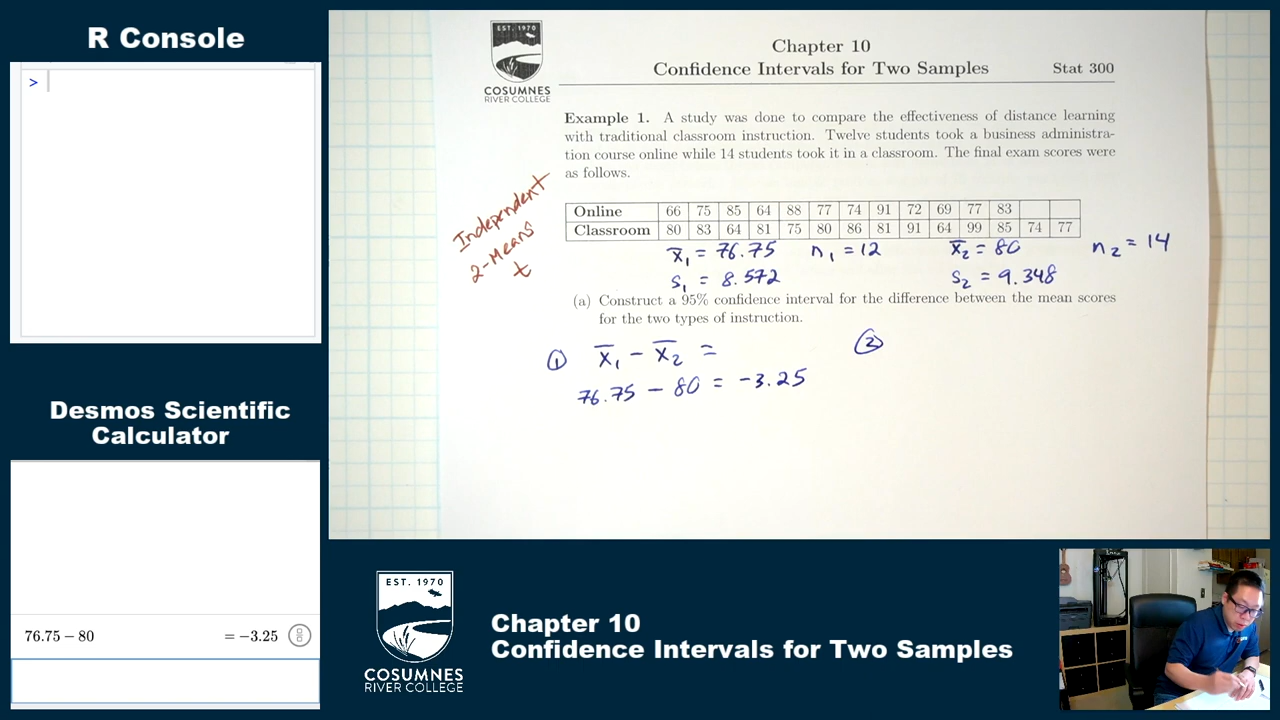 R Console
>
Desmos Scientific
Calculator
76.75 − 80 = −3.25
EST. 1970
COSUMNES
RIVER COLLEGE
Chapter 10
Confidence Intervals for Two Samples Stat 300
Example 1. A study was done to compare the effectiveness of distance learning
with traditional classroom instruction. Twelve students took a business administra-
tion course online while 14 students took it in a classroom. The final exam scores were
as follows.
Independent
2-Means
t
Online 66 75 85 64 88 77 74 91 72 69 77 83
Classroom 80 83 64 81 75 80 86 81 91 64 99 85 74 77
x̄₁ = 76.75 n₁ = 12 x̄₂ = 80 n₂ = 14
s₁ = 8.572 s₂ = 9.348
(a) Construct a 95% confidence interval for the difference between the mean scores
for the two types of instruction.
① x̄₁ − x̄₂ = ②
76.75 − 80 = −3.25
EST. 1970
COSUMNES
RIVER COLLEGE
Chapter 10
Confidence Intervals for Two Samples